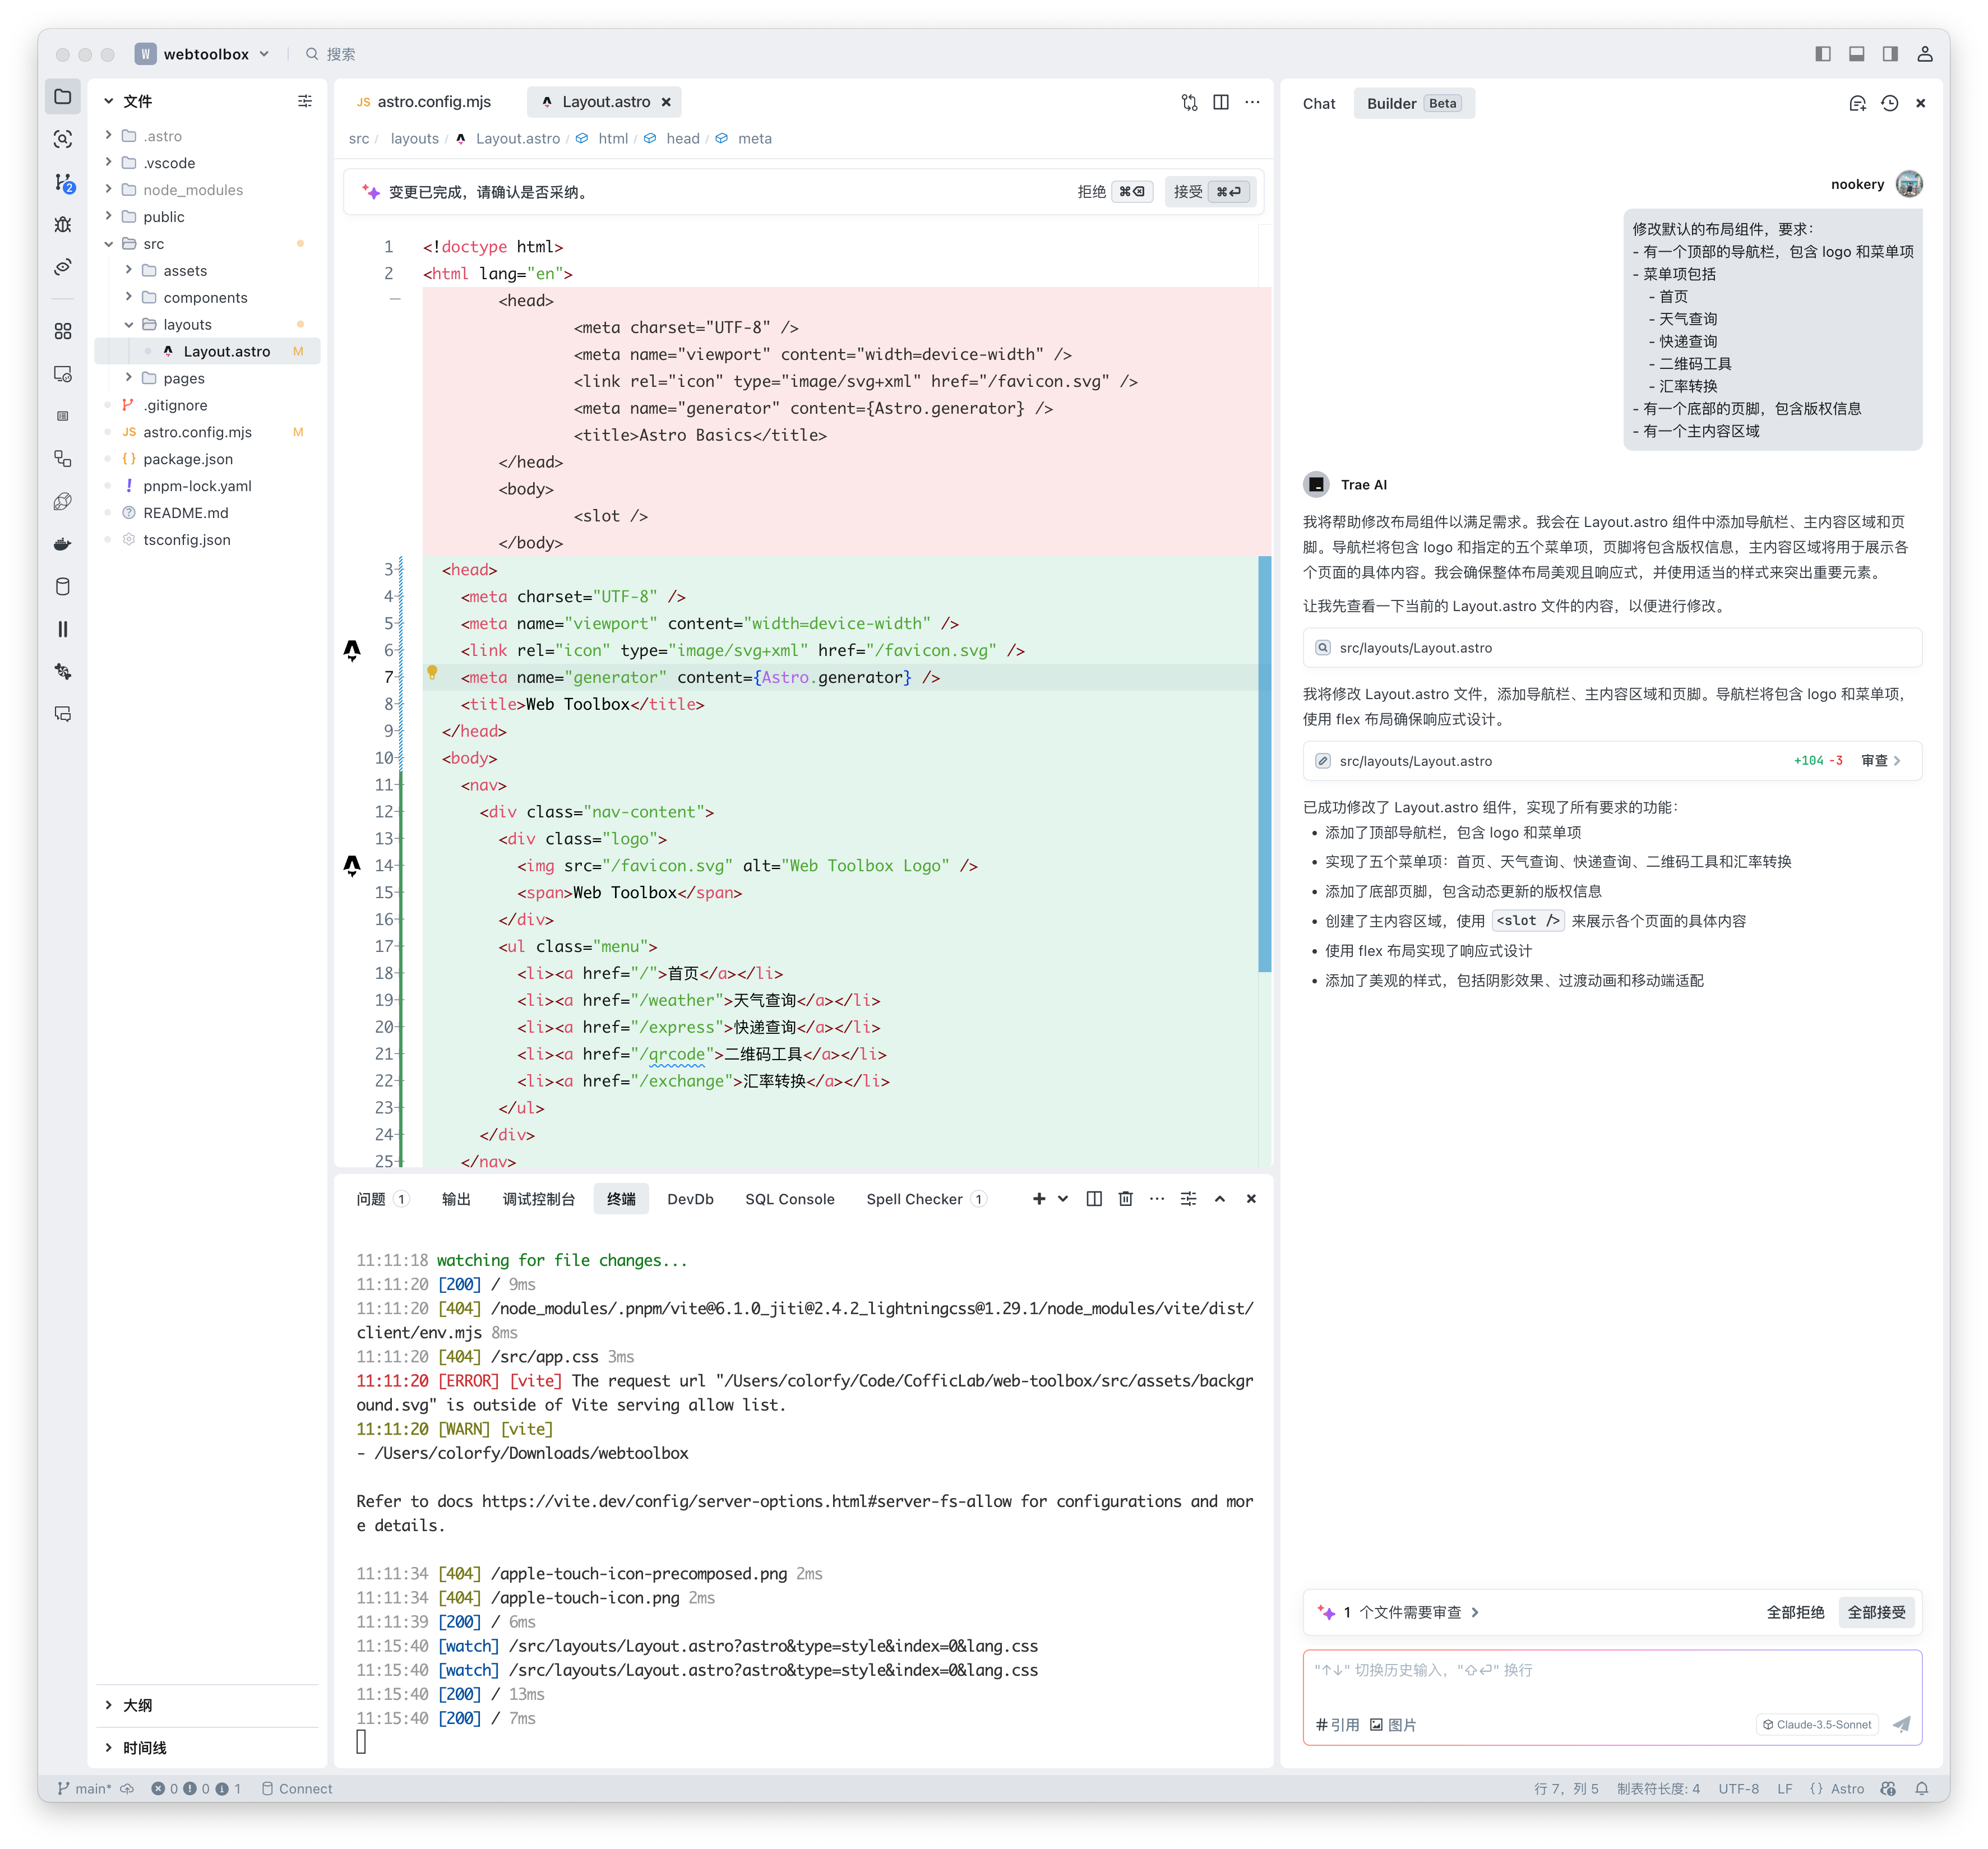 W webtoolbox
搜索
文件
.astro
.vscode
node_modules
public
src
assets
components
layouts
Layout.astro M
pages
.gitignore
JS astro.config.mjs M
{} package.json
! pnpm-lock.yaml
README.md
tsconfig.json
大纲
时间线
2
JS astro.config.mjs
Layout.astro
src / layouts / Layout.astro / html / head / meta
变更已完成，请确认是否采纳。
拒绝 ⌘⌫ 接受 ⌘⏎
1 <!doctype html>
2 <html lang="en">
<head>
<meta charset="UTF-8" />
<meta name="viewport" content="width=device-width" />
<link rel="icon" type="image/svg+xml" href="/favicon.svg" />
<meta name="generator" content={Astro.generator} />
<title>Astro Basics</title>
</head>
<body>
<slot />
</body>
3 <head>
4 <meta charset="UTF-8" />
5 <meta name="viewport" content="width=device-width" />
6 <link rel="icon" type="image/svg+xml" href="/favicon.svg" />
7 <meta name="generator" content={Astro.generator} />
8 <title>Web Toolbox</title>
9 </head>
10 <body>
11 <nav>
12 <div class="nav-content">
13 <div class="logo">
14 <img src="/favicon.svg" alt="Web Toolbox Logo" />
15 <span>Web Toolbox</span>
16 </div>
17 <ul class="menu">
18 <li><a href="/">首页</a></li>
19 <li><a href="/weather">天气查询</a></li>
20 <li><a href="/express">快递查询</a></li>
21 <li><a href="/qrcode">二维码工具</a></li>
22 <li><a href="/exchange">汇率转换</a></li>
23 </ul>
24 </div>
25 </nav>
问题 1 输出 调试控制台 终端 DevDb SQL Console Spell Checker 1
11:11:18 watching for file changes...
11:11:20 [200] / 9ms
11:11:20 [404] /node_modules/.pnpm/vite@6.1.0_jiti@2.4.2_lightningcss@1.29.1/node_modules/vite/dist/
client/env.mjs 8ms
11:11:20 [404] /src/app.css 3ms
11:11:20 [ERROR] [vite] The request url "/Users/colorfy/Code/CofficLab/web-toolbox/src/assets/backgr
ound.svg" is outside of Vite serving allow list.
11:11:20 [WARN] [vite]
- /Users/colorfy/Downloads/webtoolbox
Refer to docs https://vite.dev/config/server-options.html#server-fs-allow for configurations and mor
e details.
11:11:34 [404] /apple-touch-icon-precomposed.png 2ms
11:11:34 [404] /apple-touch-icon.png 2ms
11:11:39 [200] / 6ms
11:15:40 [watch] /src/layouts/Layout.astro?astro&type=style&index=0&lang.css
11:15:40 [watch] /src/layouts/Layout.astro?astro&type=style&index=0&lang.css
11:15:40 [200] / 13ms
11:15:40 [200] / 7ms
Chat Builder Beta
nookery
修改默认的布局组件，要求：
- 有一个顶部的导航栏，包含 logo 和菜单项
- 菜单项包括
- 首页
- 天气查询
- 快递查询
- 二维码工具
- 汇率转换
- 有一个底部的页脚，包含版权信息
- 有一个主内容区域
Trae AI
我将帮助修改布局组件以满足需求。我会在 Layout.astro 组件中添加导航栏、主内容区域和页
脚。导航栏将包含 logo 和指定的五个菜单项，页脚将包含版权信息，主内容区域将用于展示各
个页面的具体内容。我会确保整体布局美观且响应式，并使用适当的样式来突出重要元素。
让我先查看一下当前的 Layout.astro 文件的内容，以便进行修改。
src/layouts/Layout.astro
我将修改 Layout.astro 文件，添加导航栏、主内容区域和页脚。导航栏将包含 logo 和菜单项，
使用 flex 布局确保响应式设计。
src/layouts/Layout.astro +104 -3 审查
已成功修改了 Layout.astro 组件，实现了所有要求的功能：
• 添加了顶部导航栏，包含 logo 和菜单项
• 实现了五个菜单项：首页、天气查询、快递查询、二维码工具和汇率转换
• 添加了底部页脚，包含动态更新的版权信息
• 创建了主内容区域，使用 <slot /> 来展示各个页面的具体内容
• 使用 flex 布局实现了响应式设计
• 添加了美观的样式，包括阴影效果、过渡动画和移动端适配
1 个文件需要审查 全部拒绝 全部接受
"↑↓" 切换历史输入，"⇧⏎" 换行
# 引用 图片 Claude-3.5-Sonnet
main* 0 0 1 Connect 行 7，列 5 制表符长度: 4 UTF-8 LF {} Astro